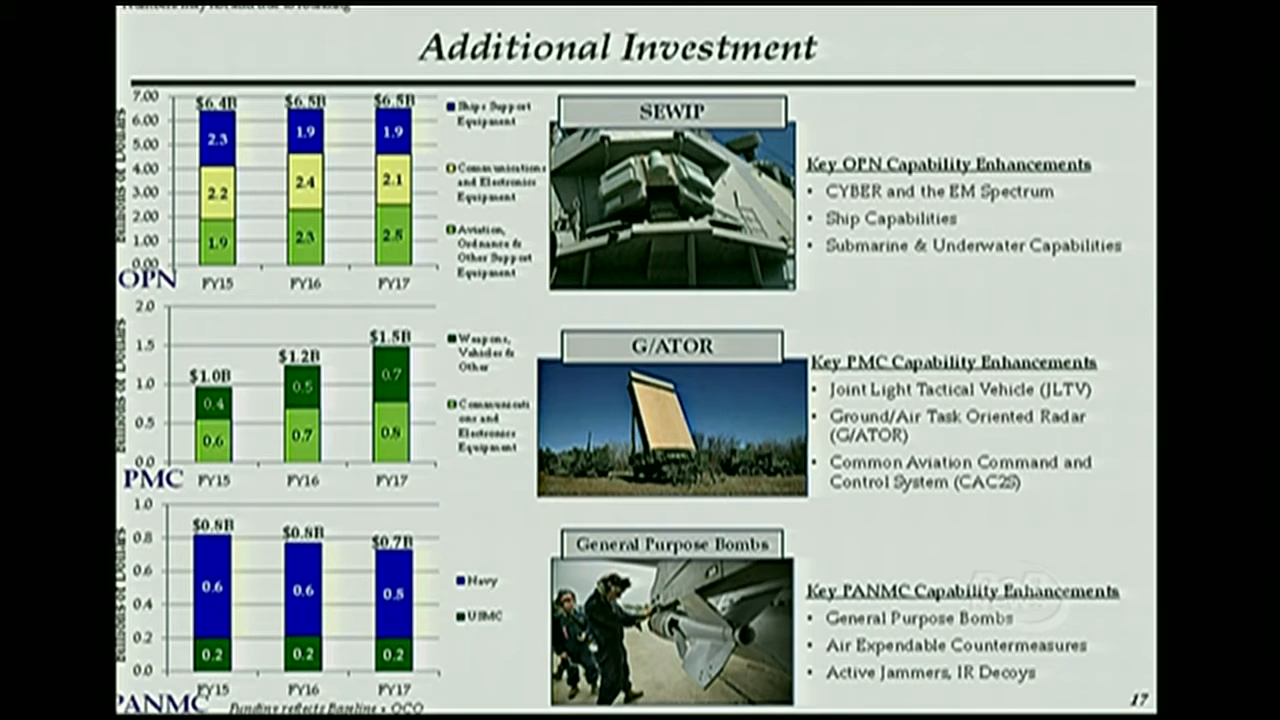 Additional Investment
7.00
6.00
5.00
4.00
3.00
2.00
1.00
0.00
$6.4B
$6.5B
$6.5B
2.3
1.9
1.9
2.2
2.4
2.1
1.9
2.3
2.5
OPN
FY15
FY16
FY17
Ships Support
Equipment
Communications
and Electronics
Equipment
Aviation,
Ordnance &
Other Support
Equipment
SEWIP
Key OPN Capability Enhancements
• CYBER and the EM Spectrum
• Ship Capabilities
• Submarine & Underwater Capabilities
2.0
1.5
1.0
0.5
0.0
$1.0B
$1.2B
$1.5B
0.4
0.5
0.7
0.6
0.7
0.8
PMC
FY15
FY16
FY17
Weapons,
Vehicles &
Other
Communicati
ons and
Electronics
Equipment
G/ATOR
Key PMC Capability Enhancements
• Joint Light Tactical Vehicle (JLTV)
• Ground/Air Task Oriented Radar
(G/ATOR)
• Common Aviation Command and
Control System (CAC2S)
1.0
0.8
0.6
0.4
0.2
0.0
$0.8B
$0.8B
$0.7B
0.6
0.6
0.5
0.2
0.2
0.2
PANMC
FY15
FY16
FY17
Navy
USMC
Funding reflects Baseline + OCO
General Purpose Bombs
Key PANMC Capability Enhancements
• General Purpose Bombs
• Air Expendable Countermeasures
• Active Jammers, IR Decoys
17